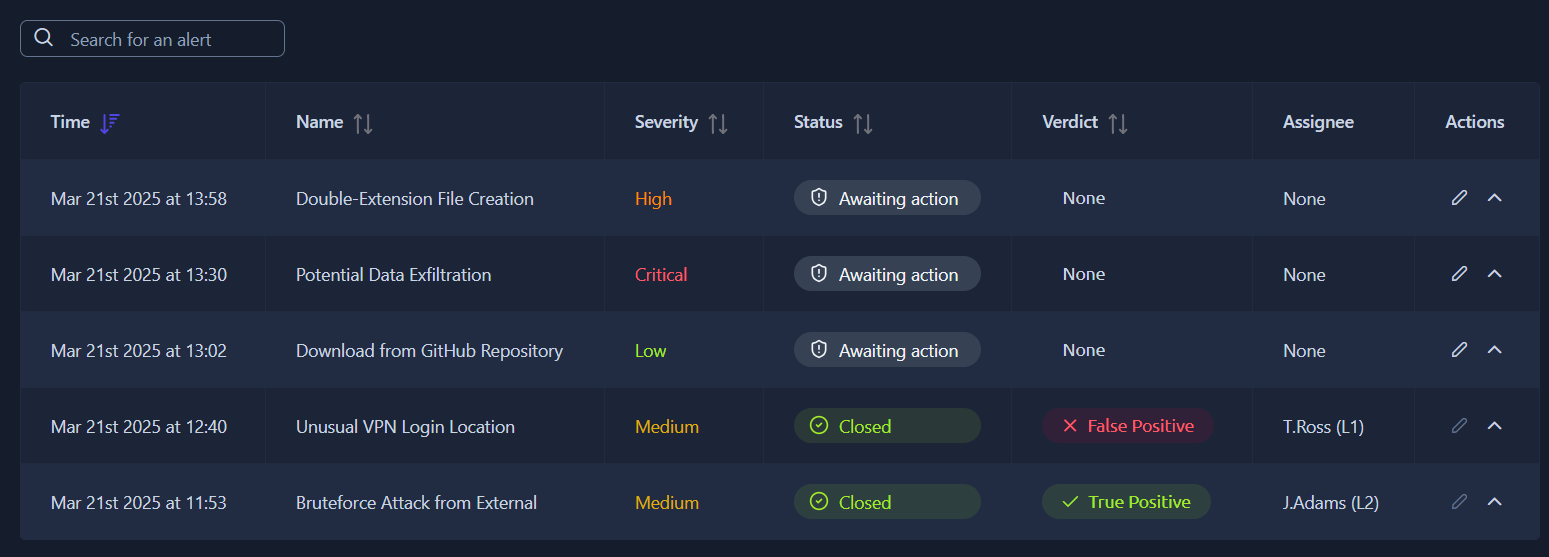 Search for an alert
Time Name Severity Status Verdict Assignee Actions
Mar 21st 2025 at 13:58 Double-Extension File Creation High Awaiting action None None
Mar 21st 2025 at 13:30 Potential Data Exfiltration Critical Awaiting action None None
Mar 21st 2025 at 13:02 Download from GitHub Repository Low Awaiting action None None
Mar 21st 2025 at 12:40 Unusual VPN Login Location Medium Closed False Positive T.Ross (L1)
Mar 21st 2025 at 11:53 Bruteforce Attack from External Medium Closed True Positive J.Adams (L2)